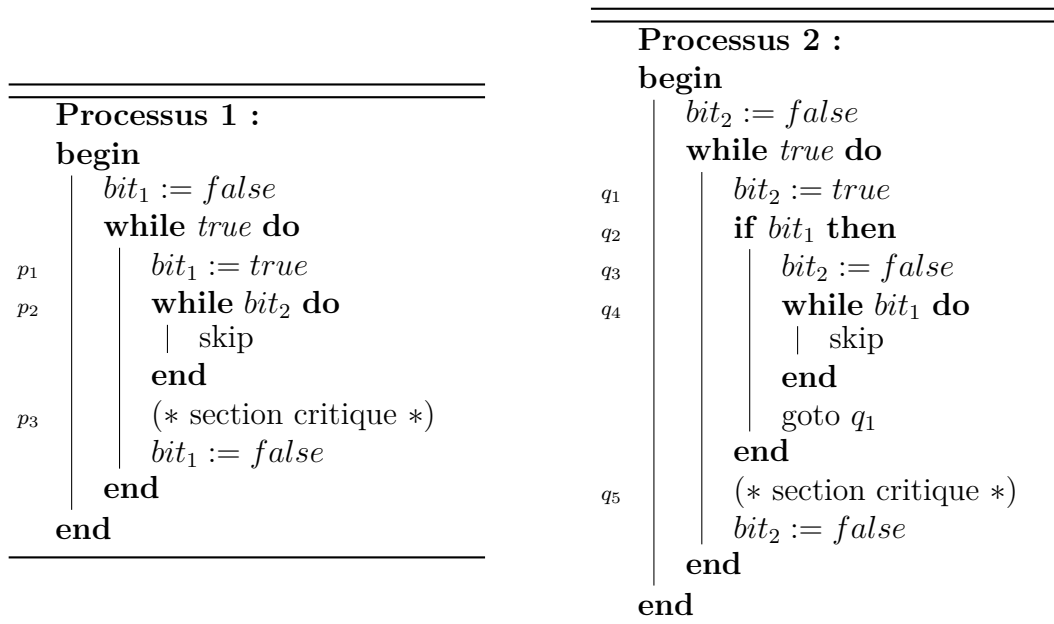 Processus 1 :
begin
bit₁ := false
while true do
p₁ bit₁ := true
p₂ while bit₂ do
skip
end
p₃ (∗ section critique ∗)
bit₁ := false
end
end
Processus 2 :
begin
bit₂ := false
while true do
q₁ bit₂ := true
q₂ if bit₁ then
q₃ bit₂ := false
q₄ while bit₁ do
skip
end
goto q₁
end
q₅ (∗ section critique ∗)
bit₂ := false
end
end